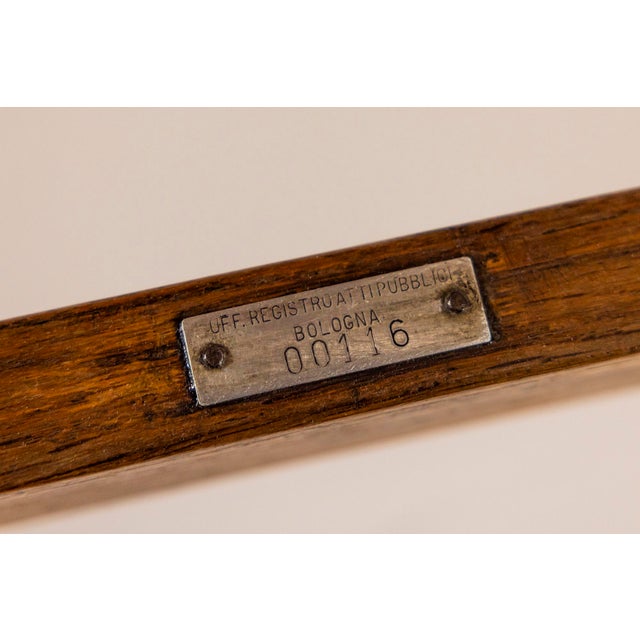 UFF. REGISTRO ATTI PUBBLICI
BOLOGNA
00116